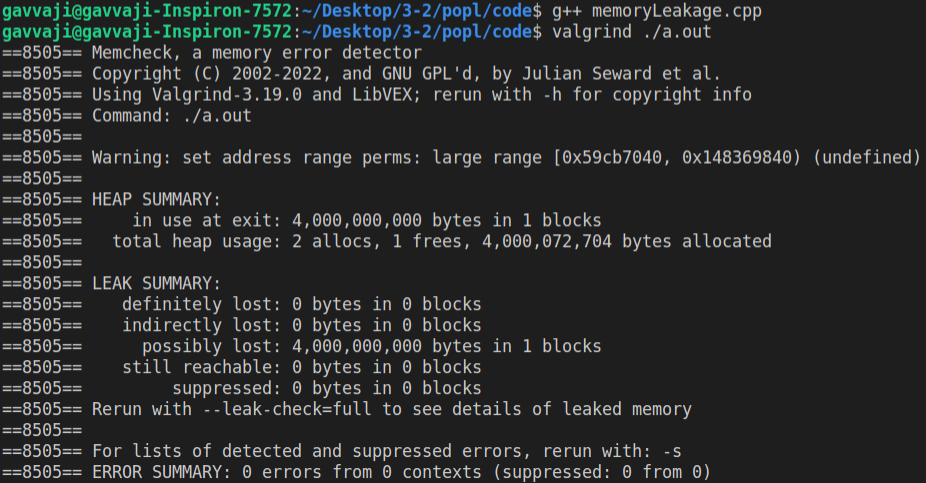 gavvaji@gavvaji-Inspiron-7572:~/Desktop/3-2/popl/code$ g++ memoryLeakage.cpp
gavvaji@gavvaji-Inspiron-7572:~/Desktop/3-2/popl/code$ valgrind ./a.out
==8505== Memcheck, a memory error detector
==8505== Copyright (C) 2002-2022, and GNU GPL'd, by Julian Seward et al.
==8505== Using Valgrind-3.19.0 and LibVEX; rerun with -h for copyright info
==8505== Command: ./a.out
==8505==
==8505== Warning: set address range perms: large range [0x59cb7040, 0x148369840) (undefined)
==8505==
==8505== HEAP SUMMARY:
==8505==     in use at exit: 4,000,000,000 bytes in 1 blocks
==8505==   total heap usage: 2 allocs, 1 frees, 4,000,072,704 bytes allocated
==8505==
==8505== LEAK SUMMARY:
==8505==    definitely lost: 0 bytes in 0 blocks
==8505==    indirectly lost: 0 bytes in 0 blocks
==8505==      possibly lost: 4,000,000,000 bytes in 1 blocks
==8505==    still reachable: 0 bytes in 0 blocks
==8505==         suppressed: 0 bytes in 0 blocks
==8505== Rerun with --leak-check=full to see details of leaked memory
==8505==
==8505== For lists of detected and suppressed errors, rerun with: -s
==8505== ERROR SUMMARY: 0 errors from 0 contexts (suppressed: 0 from 0)